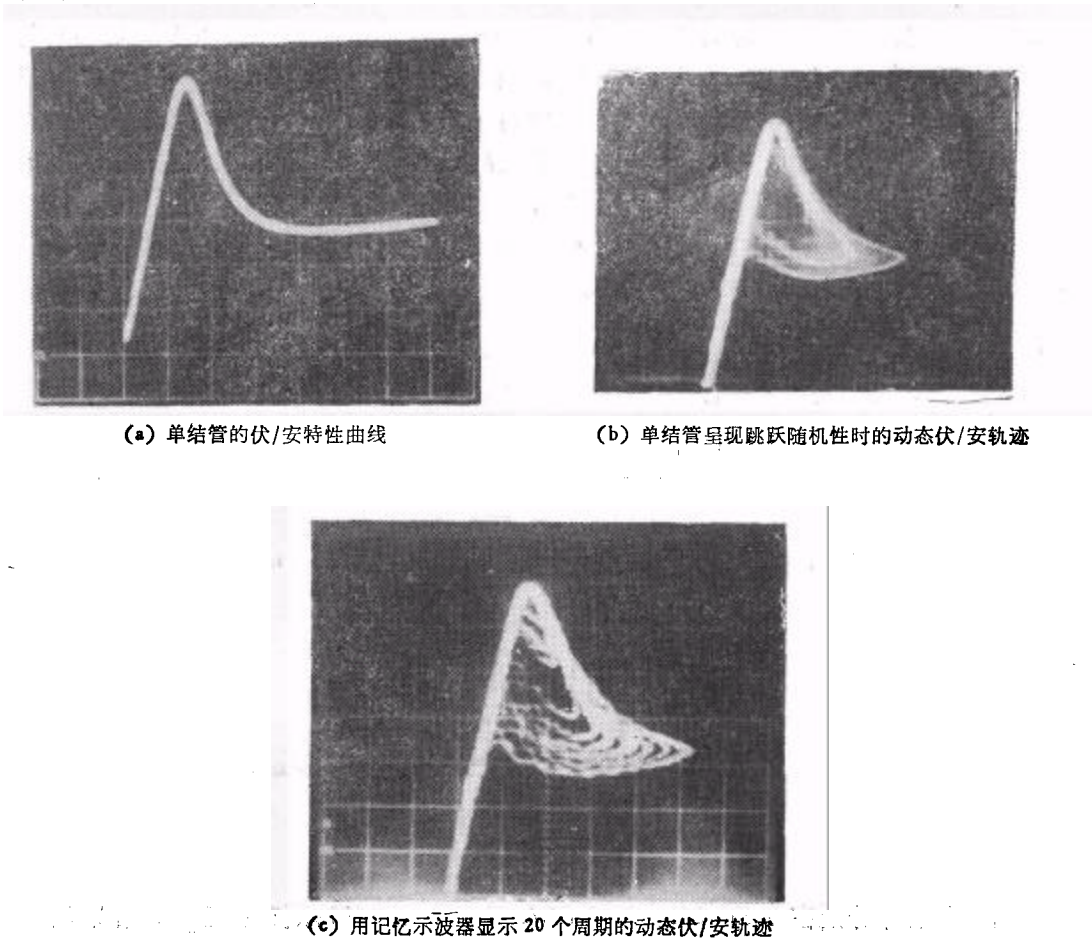 (a) 单结管的伏/安特性曲线
(b) 单结管呈现跳跃随机性时的动态伏/安轨迹
(c) 用记忆示波器显示 20 个周期的动态伏/安轨迹